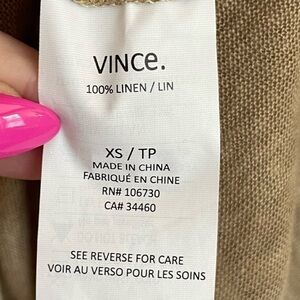 VINCe.
100% LINEN / LIN
XS / TP
MADE IN CHINA
FABRIQUÉ EN CHINE
RN# 106730
CA# 34460
SEE REVERSE FOR CARE
VOIR AU VERSO POUR LES SOINS